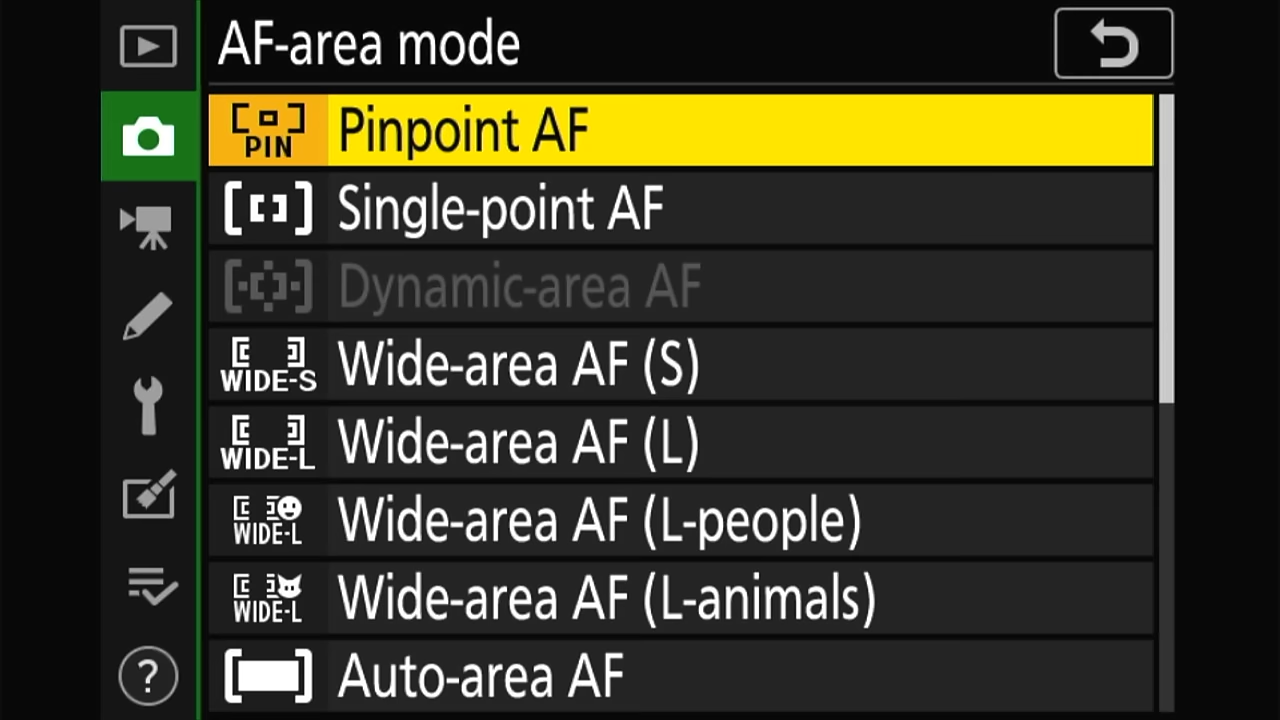 AF-area mode
PIN Pinpoint AF
Single-point AF
Dynamic-area AF
WIDE-S Wide-area AF (S)
WIDE-L Wide-area AF (L)
WIDE-L Wide-area AF (L-people)
WIDE-L Wide-area AF (L-animals)
Auto-area AF
?